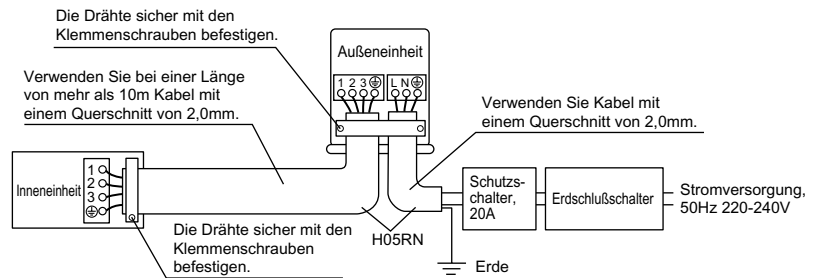 Die Drähte sicher mit den
Klemmenschrauben befestigen.
Außeneinheit
1 2 3
L N
Verwenden Sie bei einer Länge
von mehr als 10m Kabel mit
einem Querschnitt von 2,0mm.
Verwenden Sie Kabel mit
einem Querschnitt von 2,0mm.
Inneneinheit
1
2
3
Schutzs-
chalter,
20A
Erdschlußschalter
Stromversorgung,
50Hz 220-240V
Die Drähte sicher mit den
Klemmenschrauben
befestigen.
H05RN
Erde